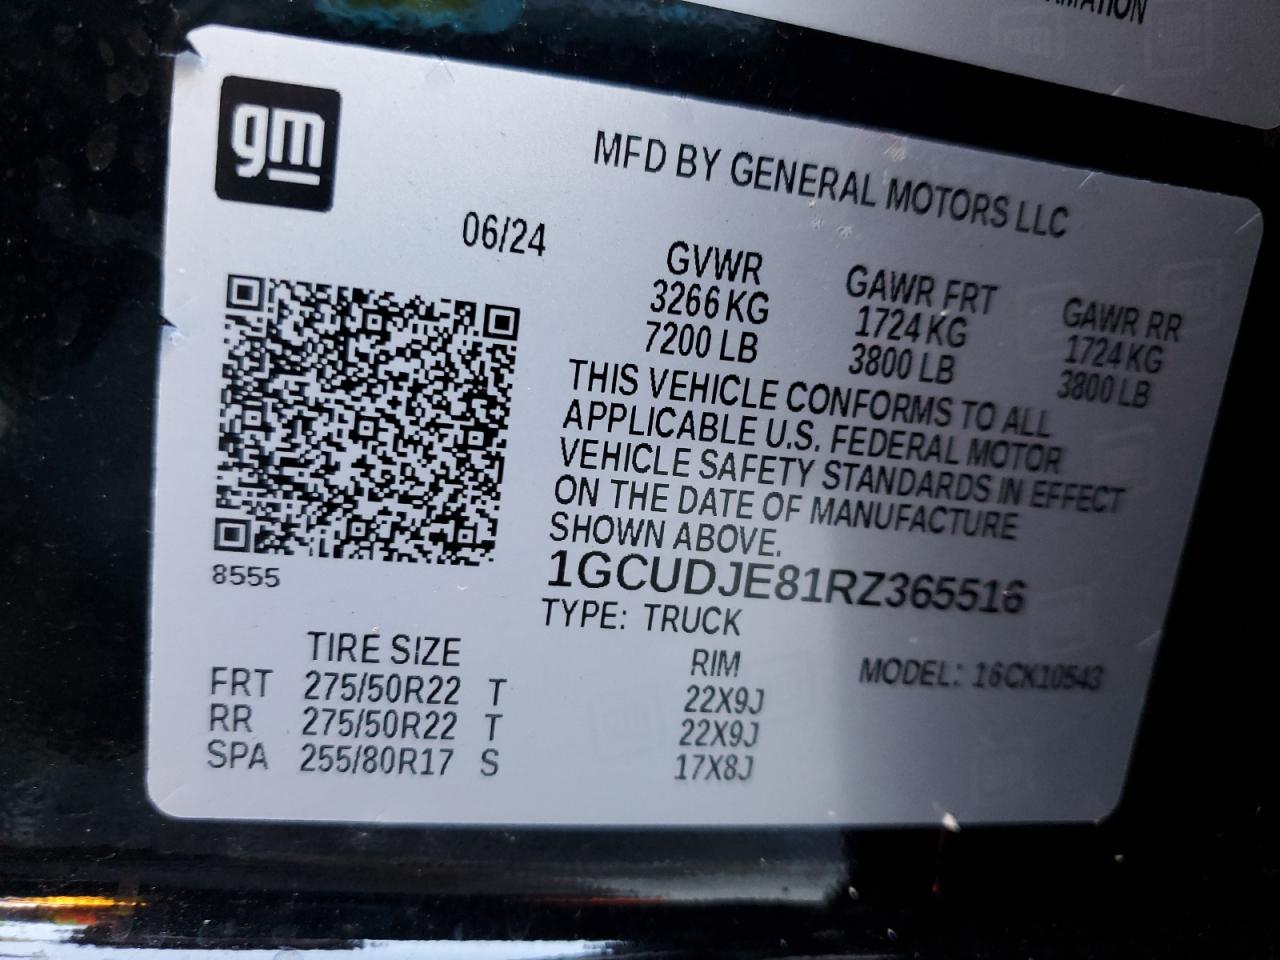 gm
MFD BY GENERAL MOTORS LLC
06/24
GVWR GAWR FRT GAWR RR
3266 KG 1724 KG 1724 KG
7200 LB 3800 LB 3800 LB
THIS VEHICLE CONFORMS TO ALL
APPLICABLE U.S. FEDERAL MOTOR
VEHICLE SAFETY STANDARDS IN EFFECT
ON THE DATE OF MANUFACTURE
SHOWN ABOVE.
8555
1GCUDJE81RZ365516
TYPE: TRUCK
MODEL: 16CK10543
TIRE SIZE RIM
FRT 275/50R22 T 22X9J
RR 275/50R22 T 22X9J
SPA 255/80R17 S 17X8J